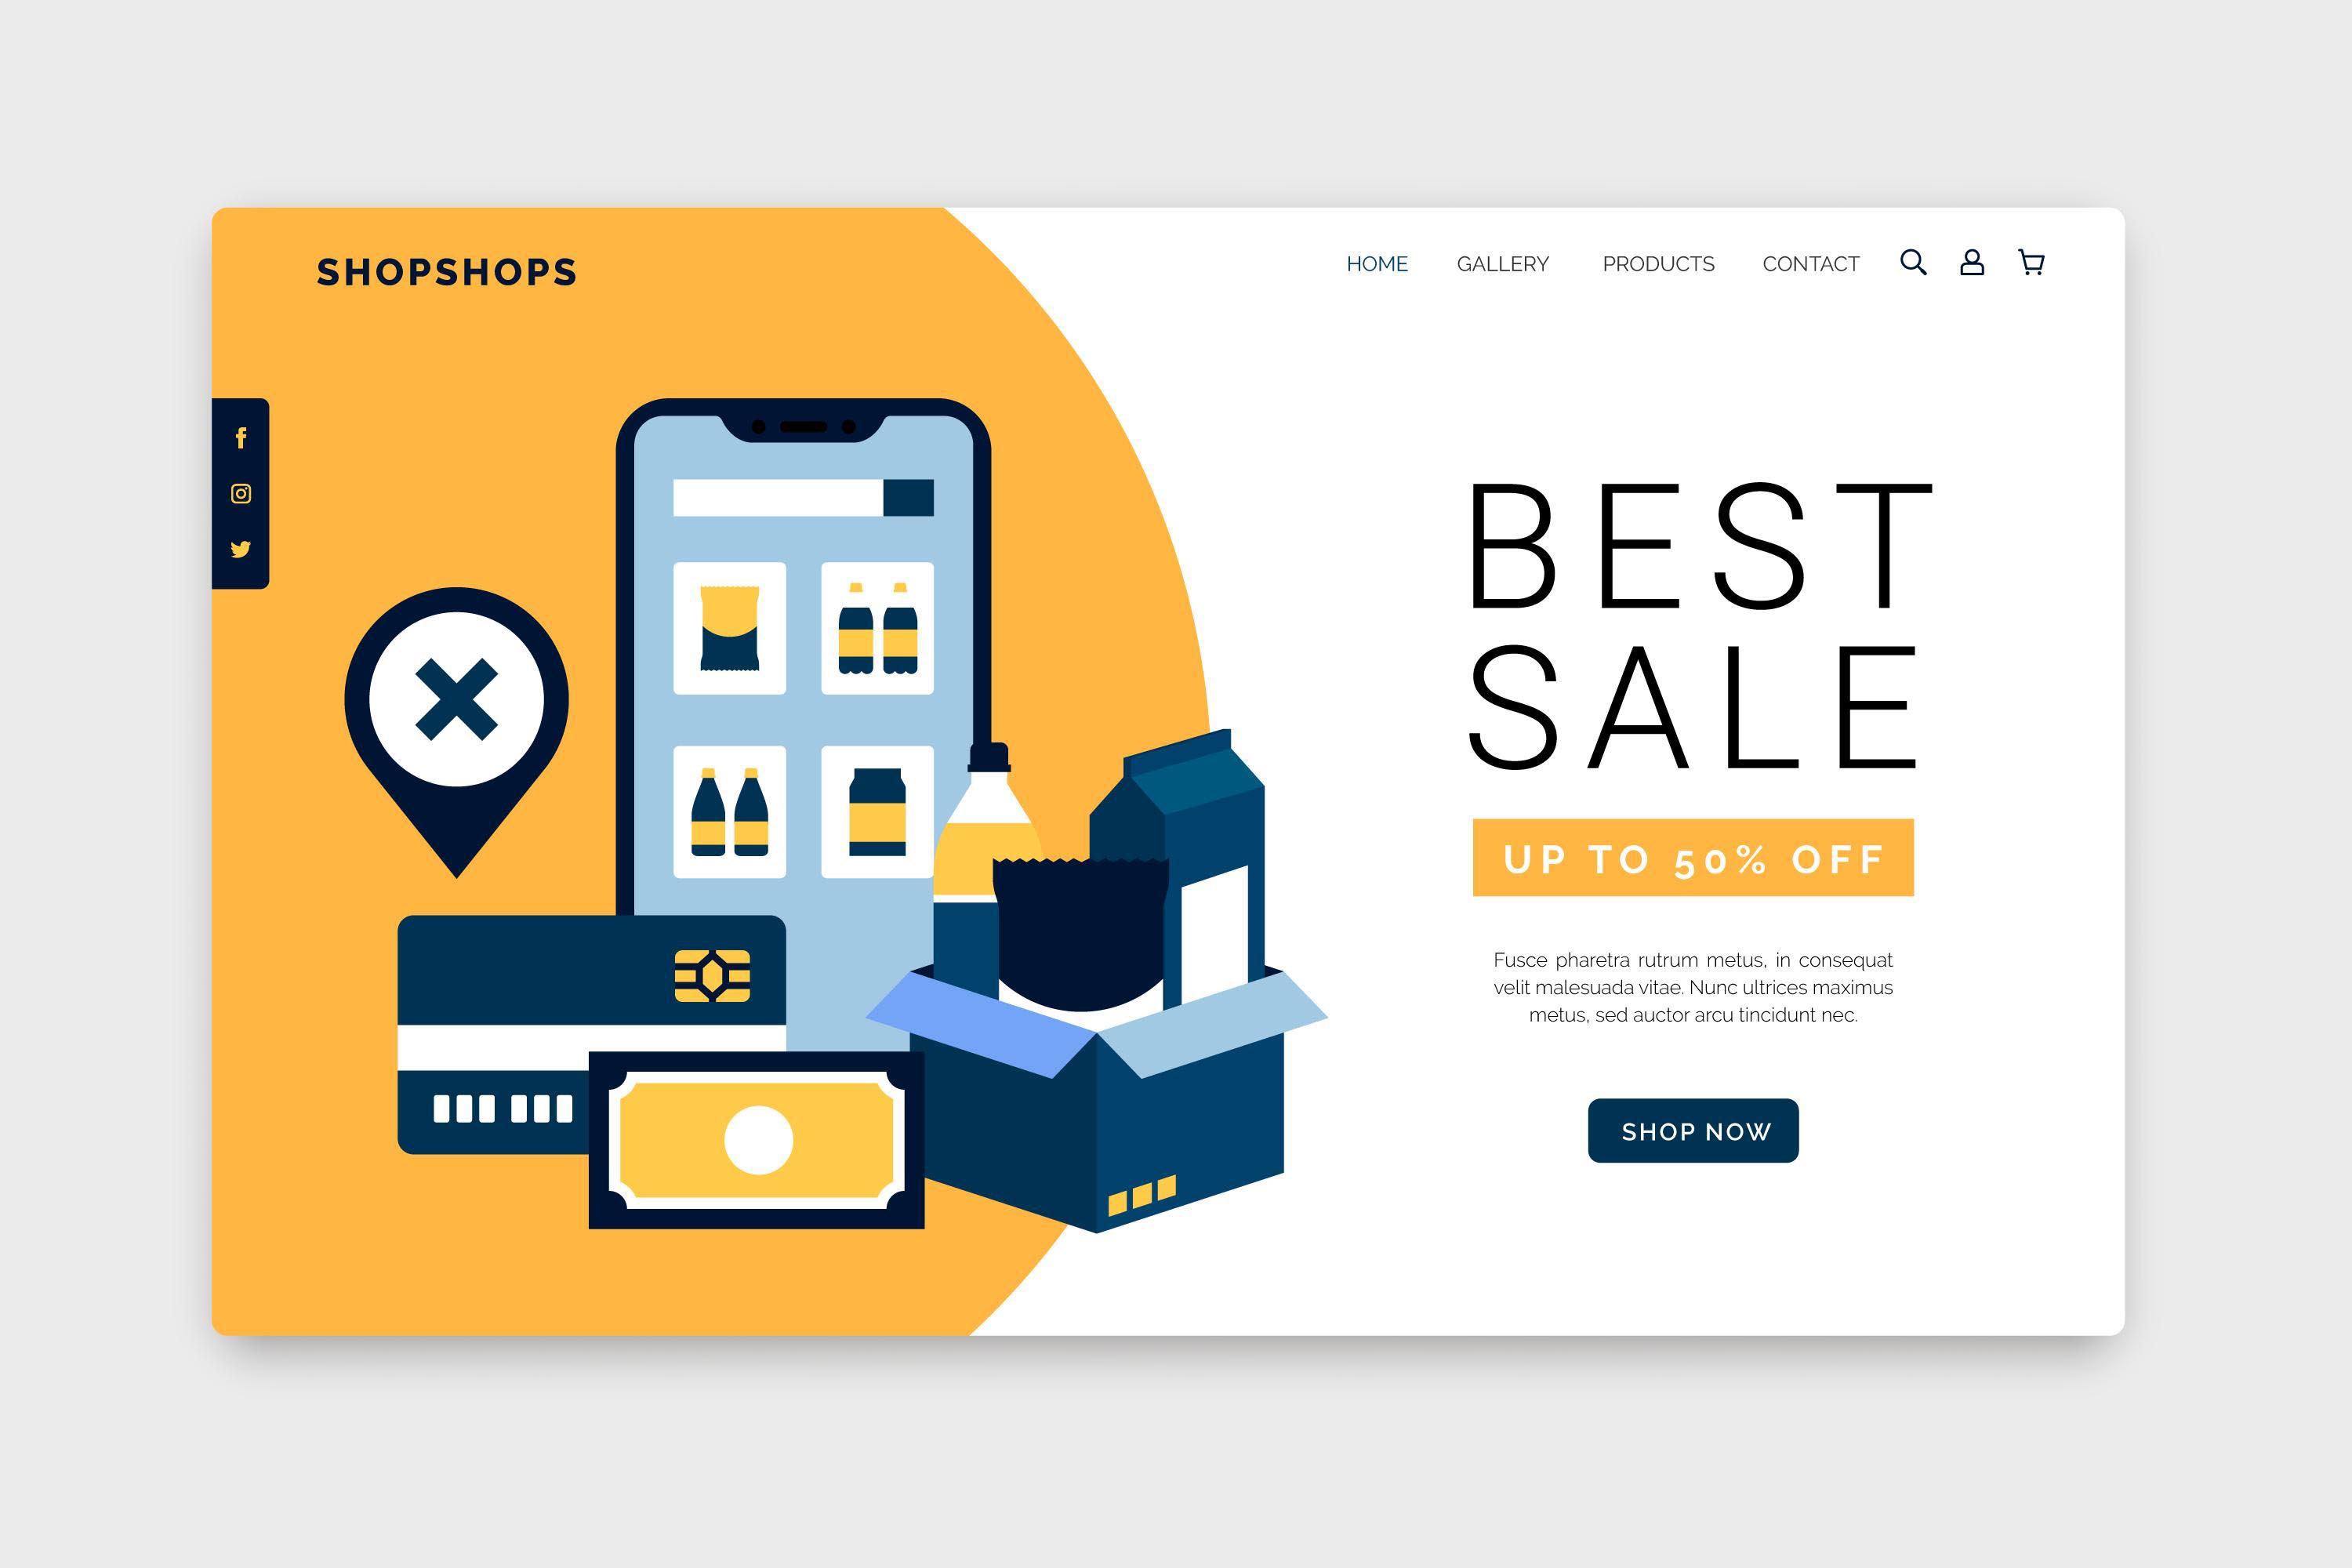 SHOPSHOPS
HOME GALLERY PRODUCTS CONTACT
BEST
SALE
UP TO 50% OFF
Fusce pharetra rutrum metus, in consequat
velit malesuada vitae. Nunc ultrices maximus
metus, sed auctor arcu tincidunt nec.
SHOP NOW